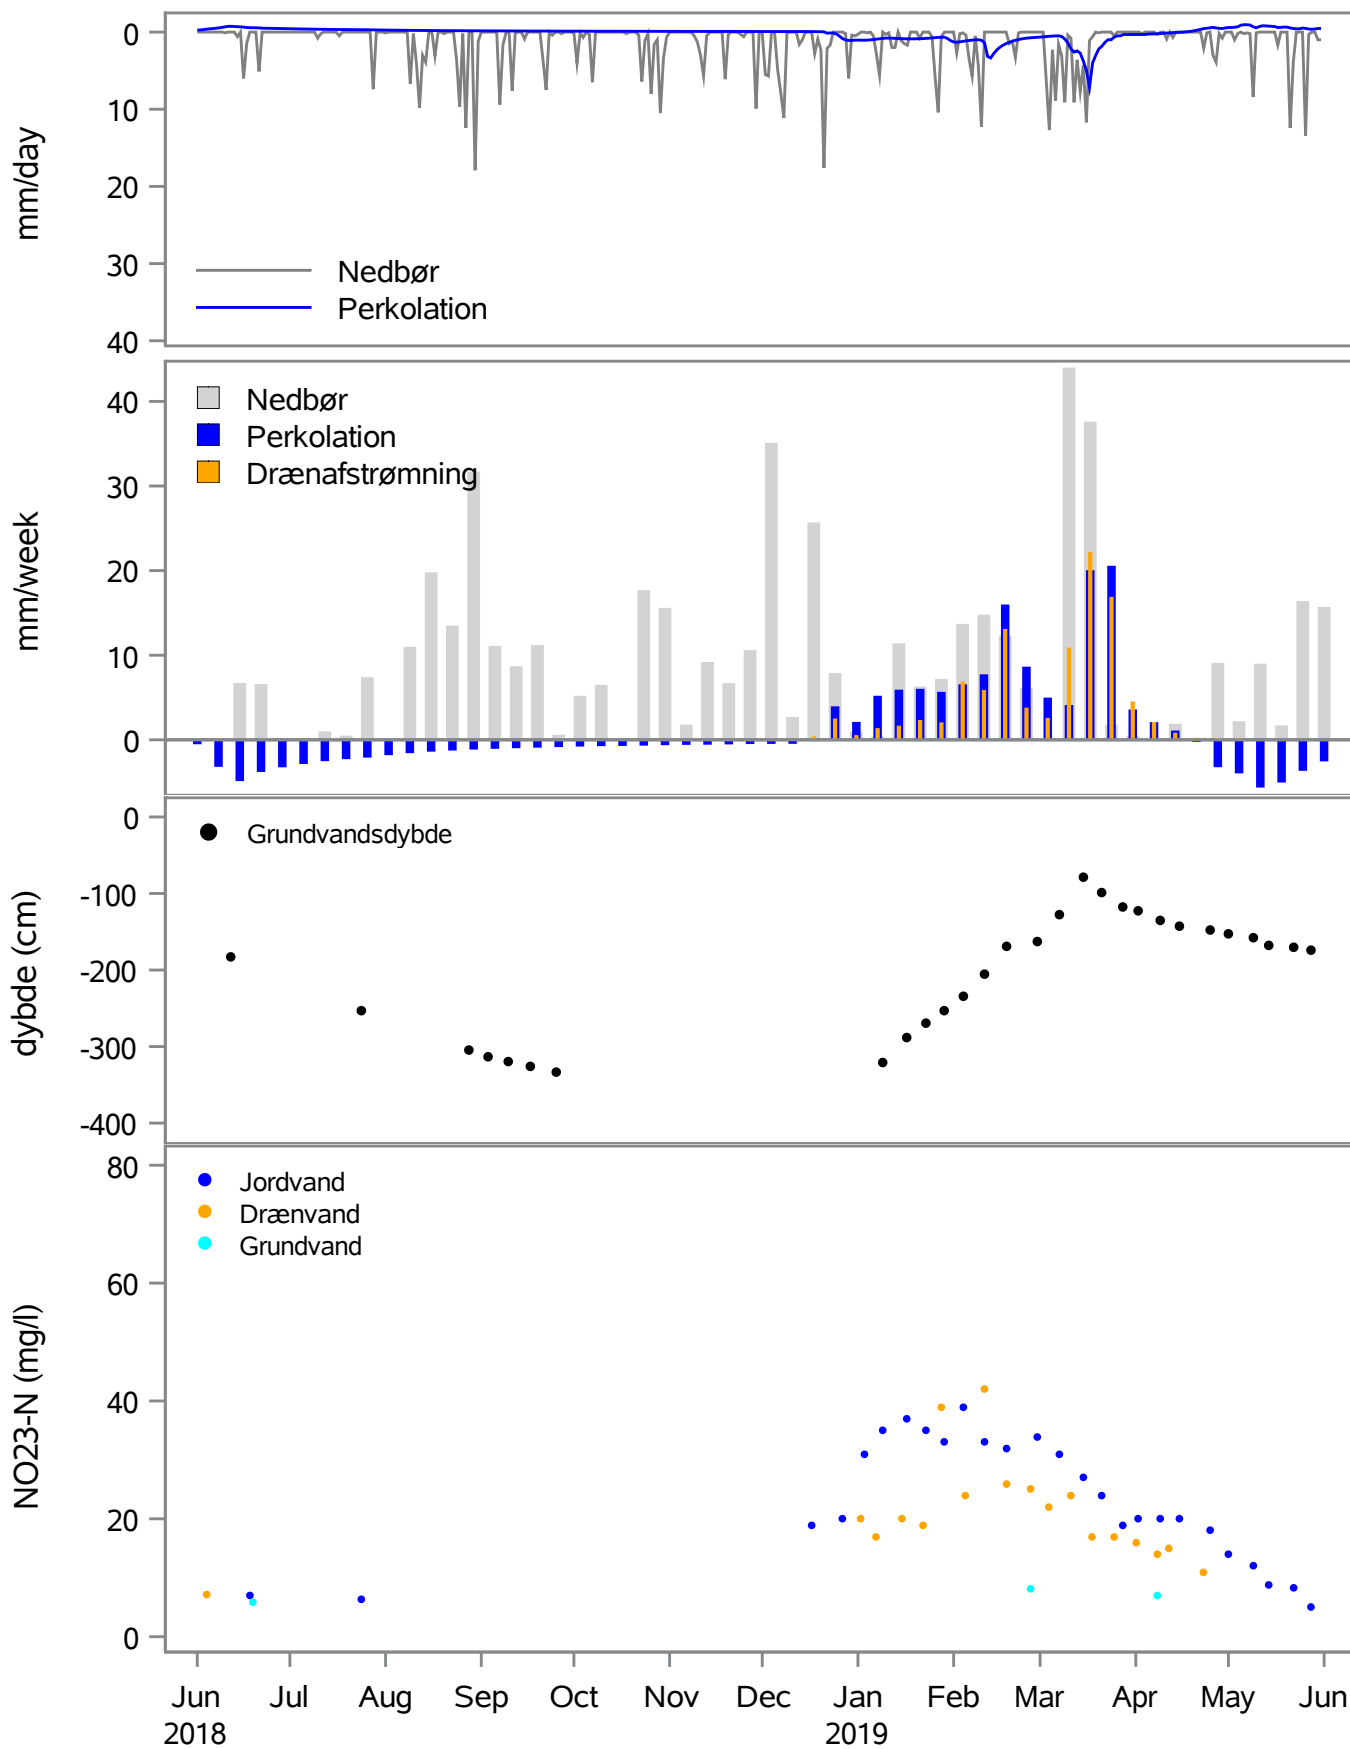 mm/day
0
10
20
30
40
Nedbør
Perkolation
mm/week
40
30
20
10
0
Nedbør
Perkolation
Drænafstrømning
dybde (cm)
0
-100
-200
-300
-400
Grundvandsdybde
NO23-N (mg/l)
80
60
40
20
0
Jordvand
Drænvand
Grundvand
Jun Jul Aug Sep Oct Nov Dec Jan Feb Mar Apr May Jun
2018 2019